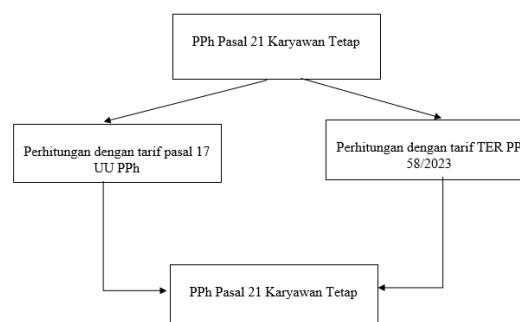 PPh Pasal 21 Karyawan Tetap
Perhitungan dengan tarif pasal 17
UU PPh
Perhitungan dengan tarif TER PP
58/2023
PPh Pasal 21 Karyawan Tetap